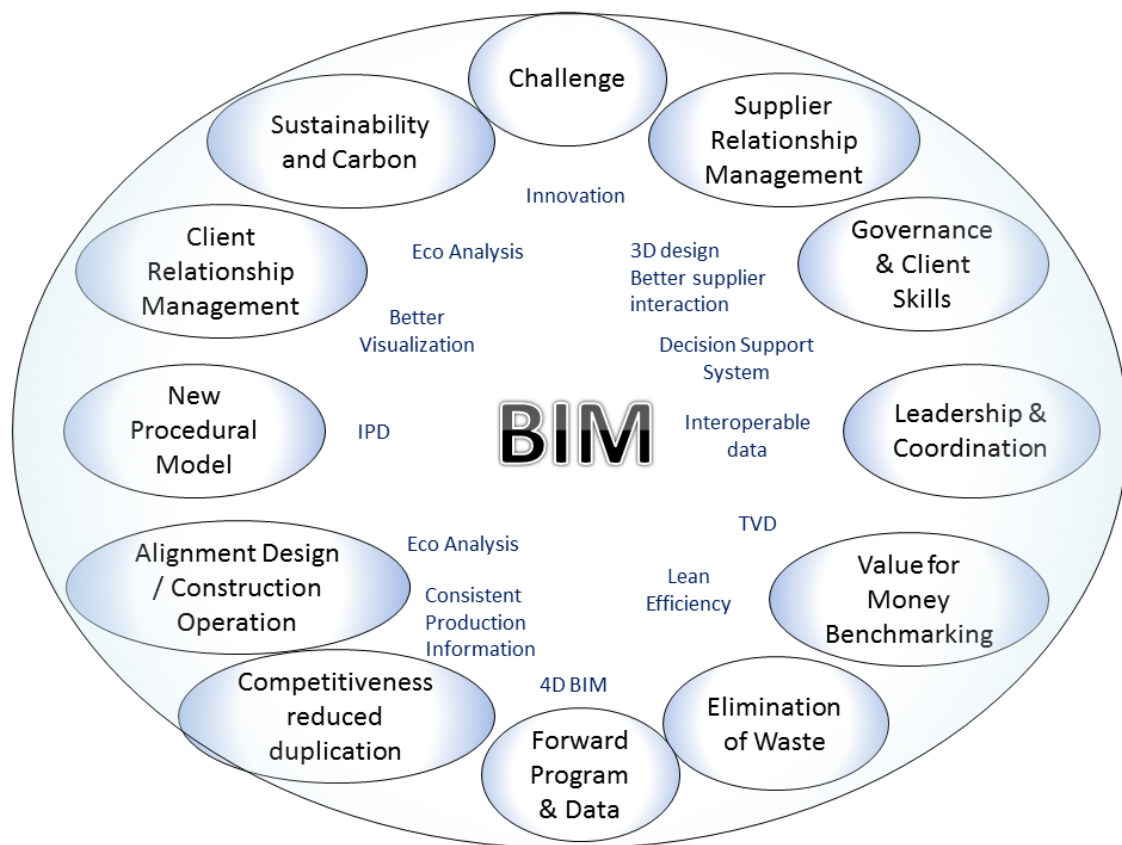 Challenge
Sustainability
and Carbon
Supplier
Relationship
Management
Innovation
Client
Relationship
Management
Eco Analysis
3D design
Better supplier
interaction
Governance
& Client
Skills
Better
Visualization
Decision Support
System
New
Procedural
Model
IPD
BIM
Interoperable
data
Leadership &
Coordination
Alignment Design
/ Construction
Operation
Eco Analysis
TVD
Consistent
Production
Information
Lean
Efficiency
Value for
Money
Benchmarking
Competitiveness
reduced
duplication
4D BIM
Forward
Program
& Data
Elimination
of Waste